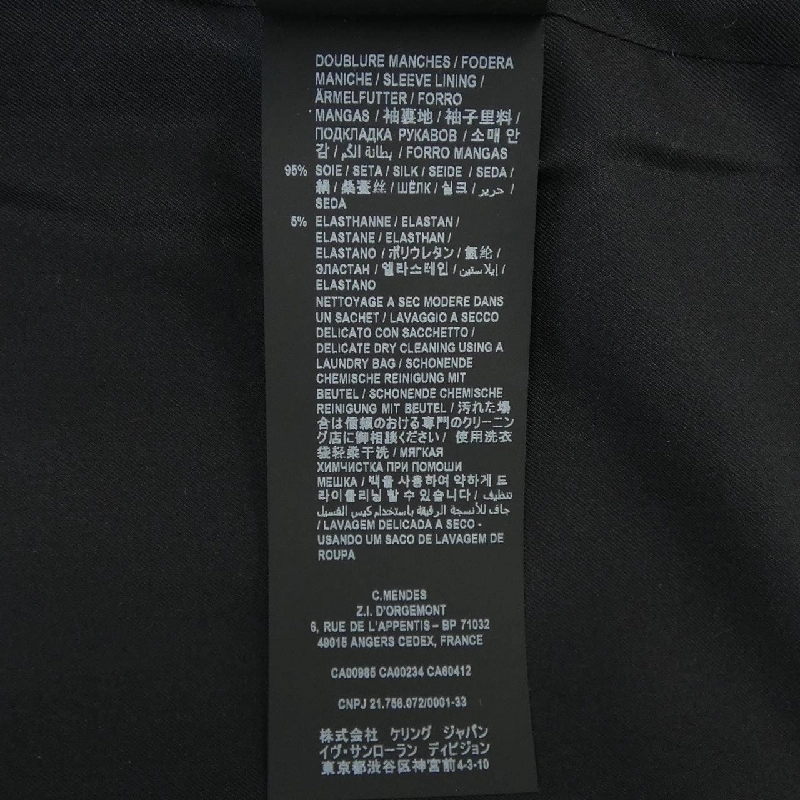 DOUBLURE MANCHES / FODERA
MANICHE / SLEEVE LINING /
ÄRMELFUTTER / FORRO
MANGAS / 袖裏地 / 袖子里料 /
ПОДКЛАДКА РУКАВОВ / 소매 안
감 / بطانة الكم / FORRO MANGAS
95% SOIE / SETA / SILK / SEIDE / SEDA /
絹 / 桑蚕丝 / ШЁЛК / 실크 / حرير /
SEDA
5% ELASTHANNE / ELASTAN /
ELASTANE / ELASTHAN /
ELASTANO / ポリウレタン / 氨纶 /
ЭЛАСТАН / 엘라스테인 / إيلاستين /
ELASTANO
NETTOYAGE A SEC MODERE DANS
UN SACHET / LAVAGGIO A SECCO
DELICATO CON SACCHETTO /
DELICATE DRY CLEANING USING A
LAUNDRY BAG / SCHONENDE
CHEMISCHE REINIGUNG MIT
BEUTEL / SCHONENDE CHEMISCHE
REINIGUNG MIT BEUTEL / 汚れた場
合は信頼のおける専門のクリーニン
グ店に御相談ください / 使用洗衣
袋轻柔干洗 / МЯГКАЯ
ХИМЧИСТКА ПРИ ПОМОЩИ
МЕШКА / 백을 사용하여 약하게 드
라이클리닝 할 수 있습니다 / تنظيف
جاف للأنسجة الرقيقة باستخدام كيس الغسيل
/ LAVAGEM DELICADA A SECO -
USANDO UM SACO DE LAVAGEM DE
ROUPA
C.MENDES
Z.I. D'ORGEMONT
6, RUE DE L'APPENTIS – BP 71032
49015 ANGERS CEDEX, FRANCE
CA00985 CA00234 CA60412
CNPJ 21.756.072/0001-33
株式会社 ケリング ジャパン
イヴ・サンローラン ディビジョン
東京都渋谷区神宮前4-3-10